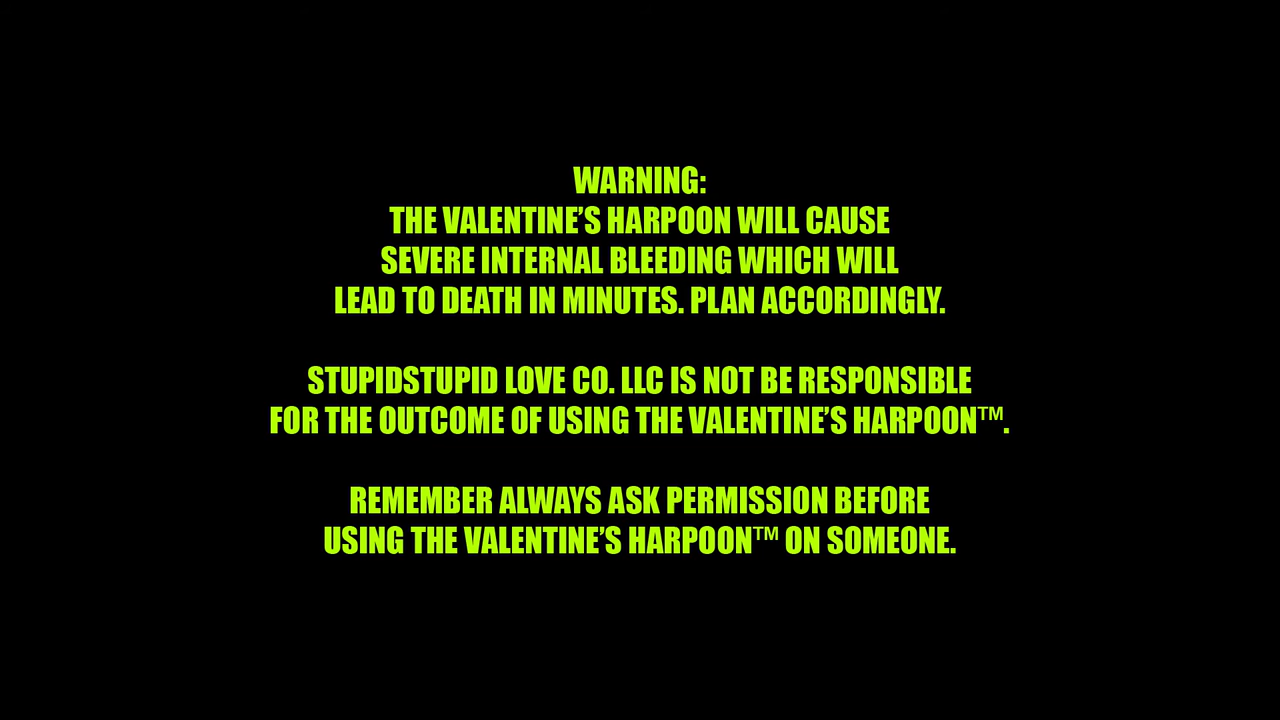 WARNING:
THE VALENTINE’S HARPOON WILL CAUSE
SEVERE INTERNAL BLEEDING WHICH WILL
LEAD TO DEATH IN MINUTES. PLAN ACCORDINGLY.
STUPIDSTUPID LOVE CO. LLC IS NOT BE RESPONSIBLE
FOR THE OUTCOME OF USING THE VALENTINE’S HARPOON™.
REMEMBER ALWAYS ASK PERMISSION BEFORE
USING THE VALENTINE’S HARPOON™ ON SOMEONE.